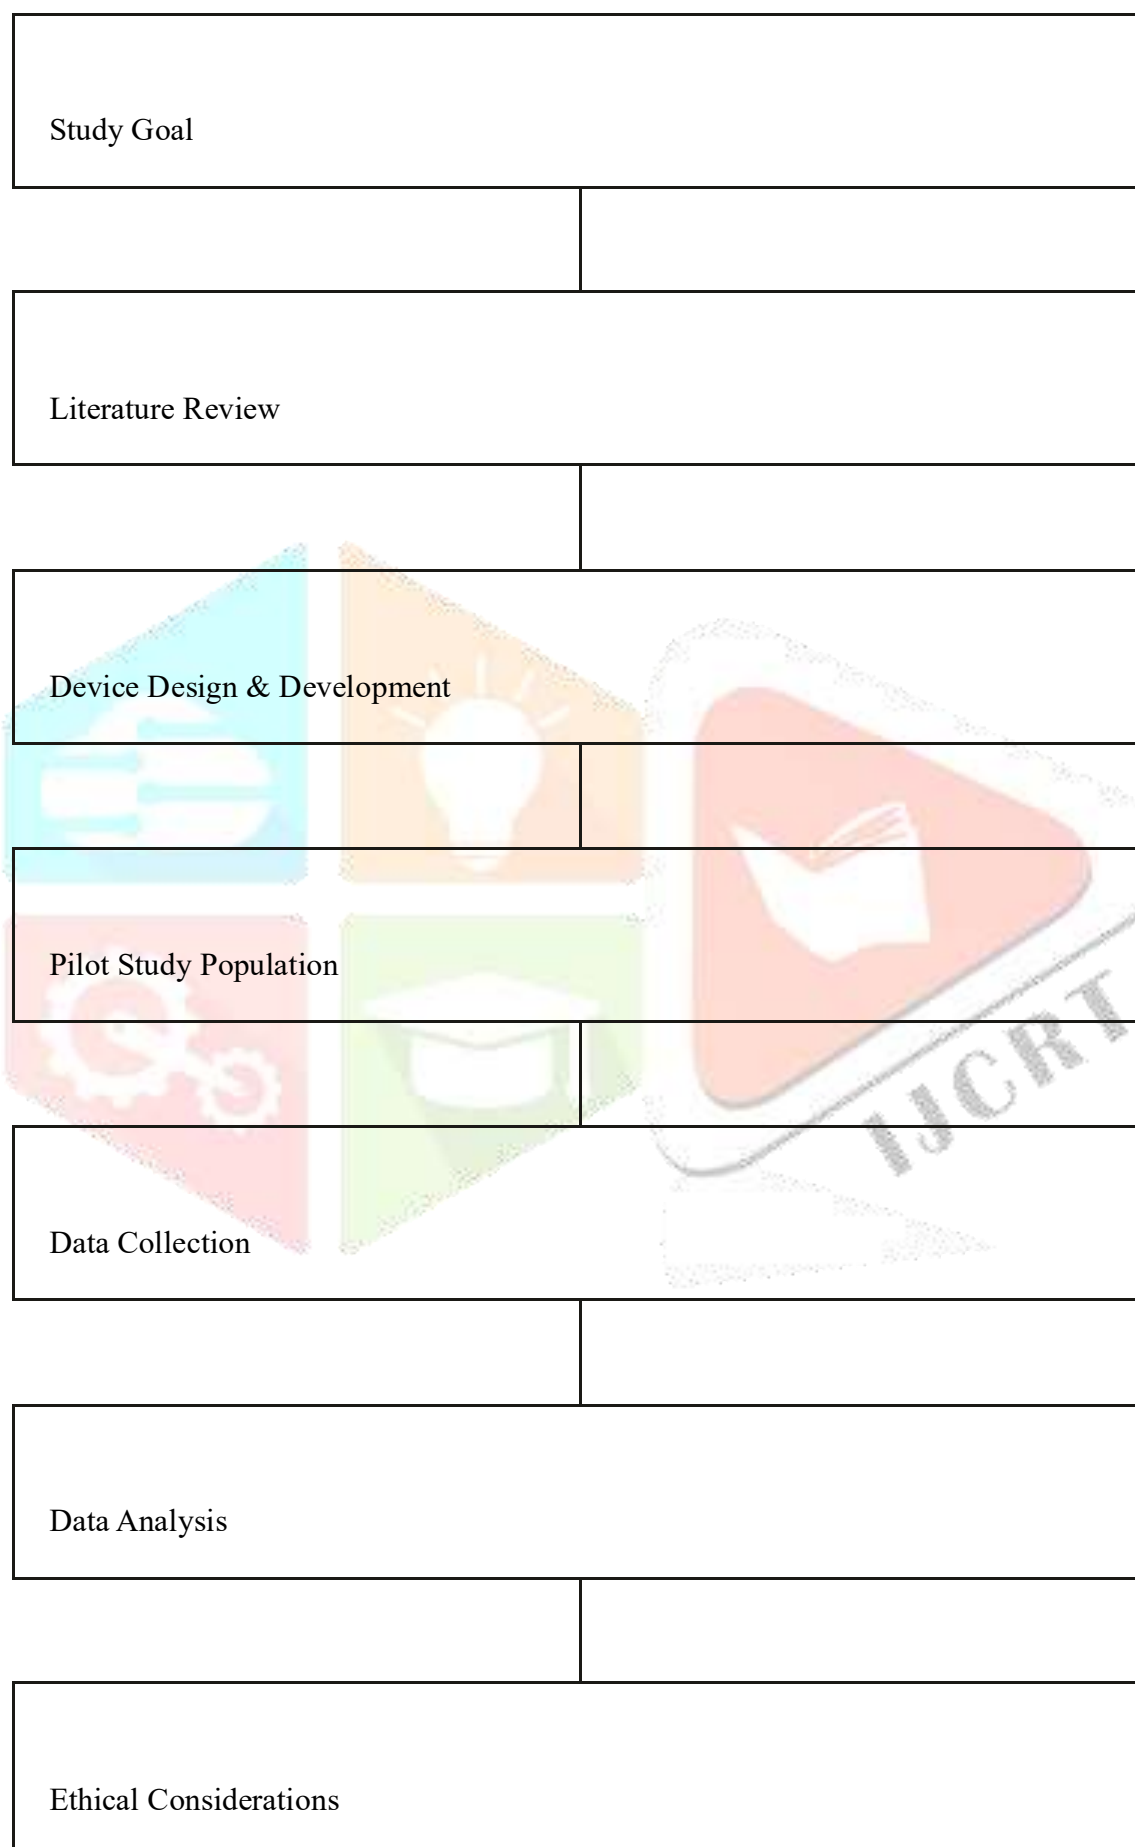 Study Goal
Literature Review
Device Design & Development
Pilot Study Population
IJCRT
Data Collection
Data Analysis
Ethical Considerations